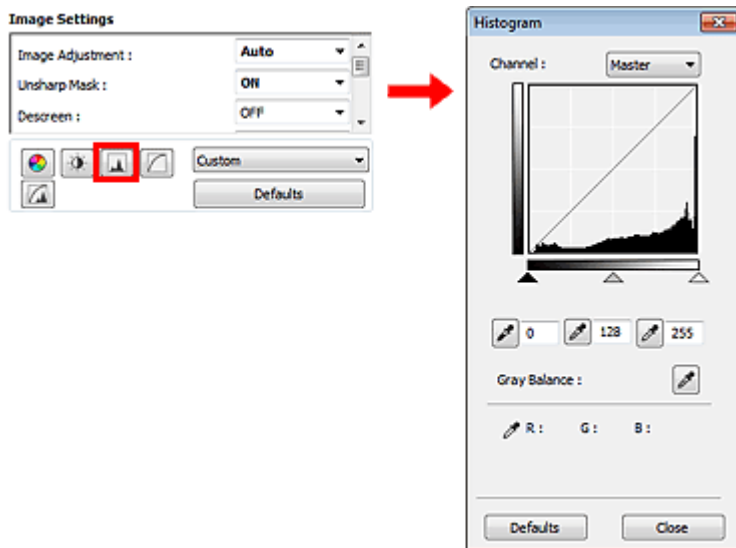 Image Settings
Image Adjustment :
Auto
Unsharp Mask :
ON
Descreen :
OFF
Custom
Defaults
Histogram
Channel :
Master
0
128
255
Gray Balance :
R :
G :
B :
Defaults
Close